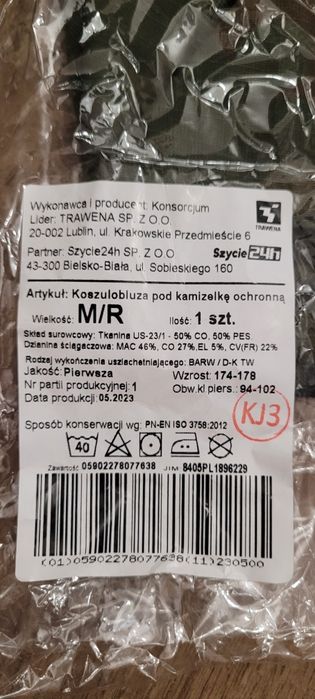 Wykonawca i producent: Konsorcjum
Lider: TRAWENA SP. Z O.O.
20-002 Lublin, ul. Krakowskie Przedmieście 6
TRAWENA
Partner: Szycie24h SP. Z O.O
43-300 Bielsko-Biała, ul. Sobieskiego 160
Szycie 24h
Artykuł: Koszulobluza pod kamizelkę ochronną
Wielkość: M/R Ilość: 1 szt.
Skład surowcowy: Tkanina US-23/1 - 50% CO, 50% PES
Dzianina ściągaczowa: MAC 46%, CO 27%,EL 5%, CV(FR) 22%
Rodzaj wykończenia uszlachetniającego: BARW / D-K TW
Jakość: Pierwsza Wzrost: 174-178
Nr partii produkcyjnej: 1 Obw.kl piers.: 94-102
Data produkcji: 05.2023
KJ3
Sposób konserwacji wg: PN-EN ISO 3758:2012
40
Zawartość 05902278077638 JIM 8405PL1896229
(01)05902278077638(11)230500